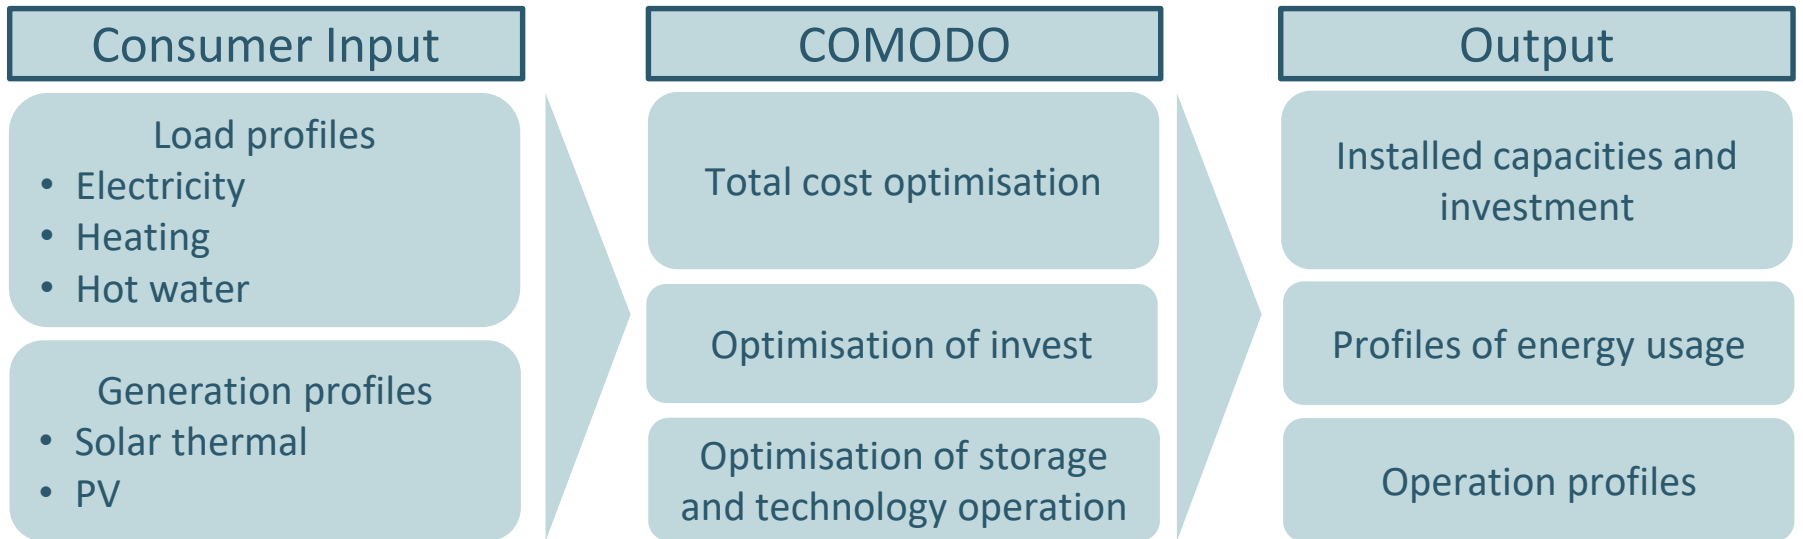 Consumer Input
Load profiles
• Electricity
• Heating
• Hot water
Generation profiles
• Solar thermal
• PV
COMODO
Total cost optimisation
Optimisation of invest
Optimisation of storage
and technology operation
Output
Installed capacities and
investment
Profiles of energy usage
Operation profiles